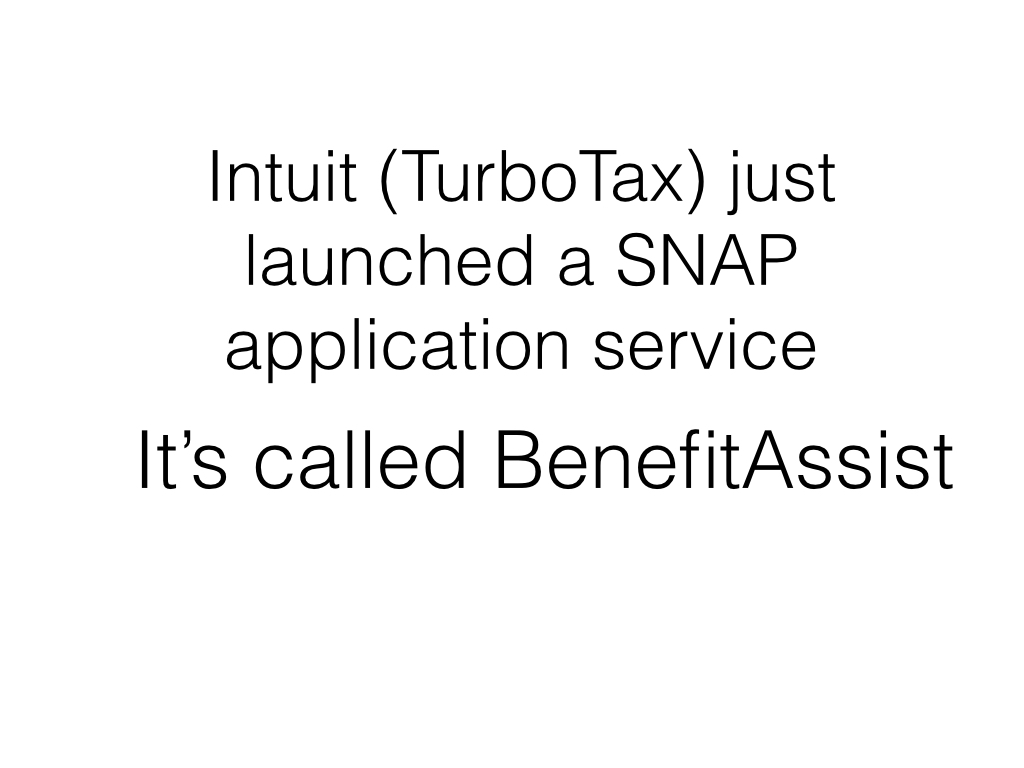 Intuit (TurboTax) just
launched a SNAP
application service
It’s called BenefitAssist